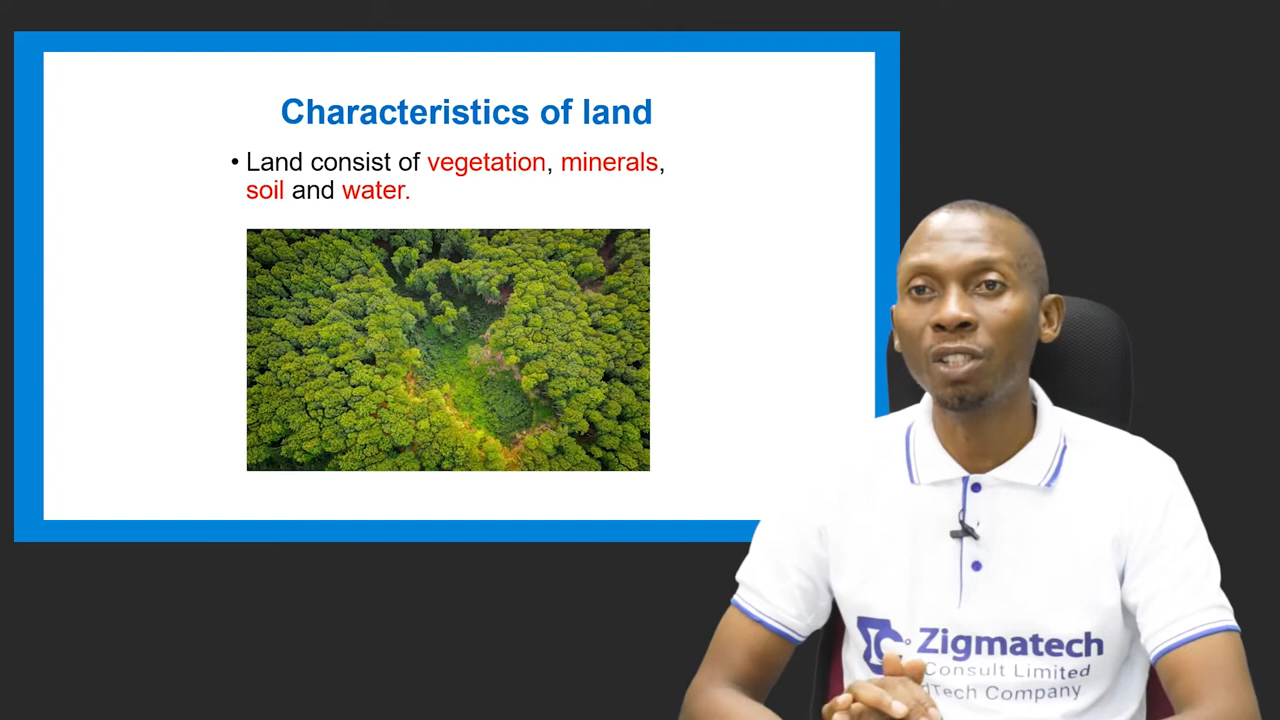 Characteristics of land
• Land consist of vegetation, minerals,
soil and water.
Zigmatech
Consult Limited
Tech Company